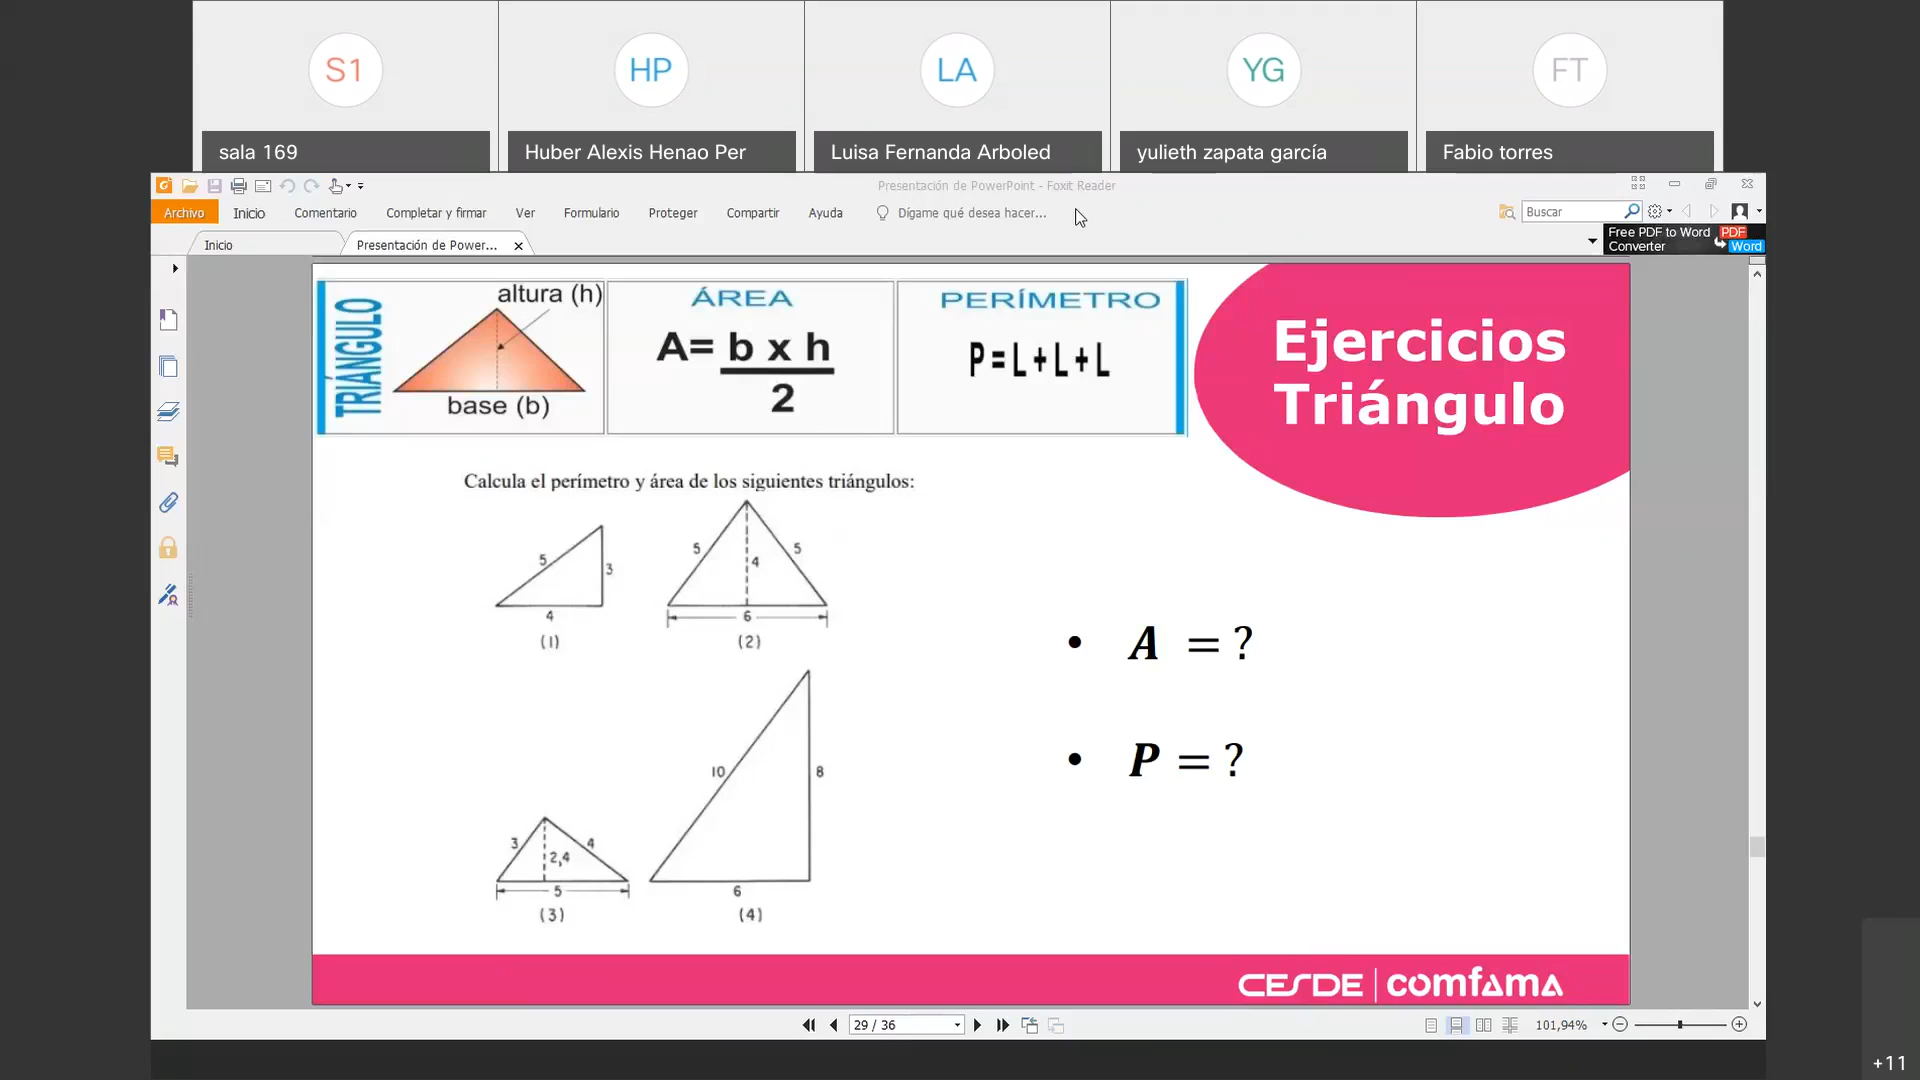 S1
HP
LA
YG
FT
sala 169
Huber Alexis Henao Per
Luisa Fernanda Arboled
yulieth zapata garcía
Fabio torres
Presentación de PowerPoint - Foxit Reader
Archivo
Inicio
Comentario
Completar y firmar
Ver
Formulario
Proteger
Compartir
Ayuda
Dígame qué desea hacer...
Buscar
Inicio
Presentación de Power...
Free PDF to Word
Converter
PDF
Word
TRIÁNGULO
altura (h)
base (b)
ÁREA
A= b x h
2
PERÍMETRO
P=L+L+L
Ejercicios
Triángulo
Calcula el perímetro y área de los siguientes triángulos:
5
3
4
(1)
5
5
4
6
(2)
3
4
2,4
5
(3)
10
8
6
(4)
• A = ?
• P = ?
CESDE | comfama
29 / 36
101,94%
+11